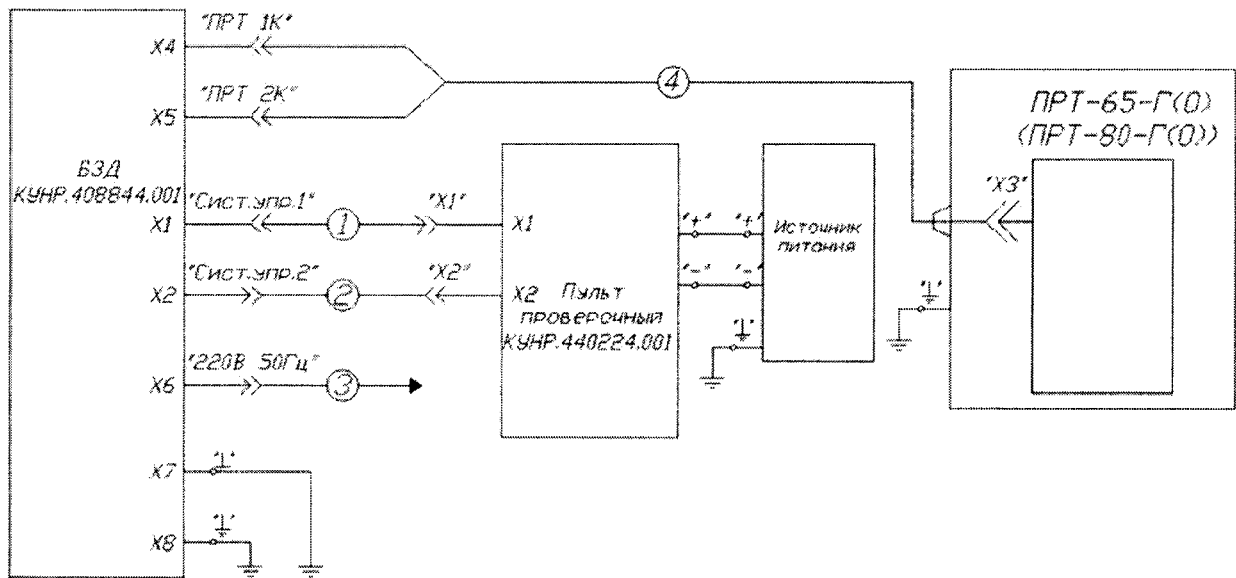 "ПРТ 1К"
X4
"ПРТ 2К"
X5
4
ПРТ-65-Г(О)
(ПРТ-80-Г(О))
"X3"
БЗД
КУНР.408844.001
"Сист.упр.1"
X1
1
"X1"
X1
"+" "+"
Источник
питания
"Сист.упр.2"
X2
2
"X2"
X2
"-" "-"
Пульт
проверочный
КУНР.440224.001
"220В 50Гц"
X6
3
X7
X8